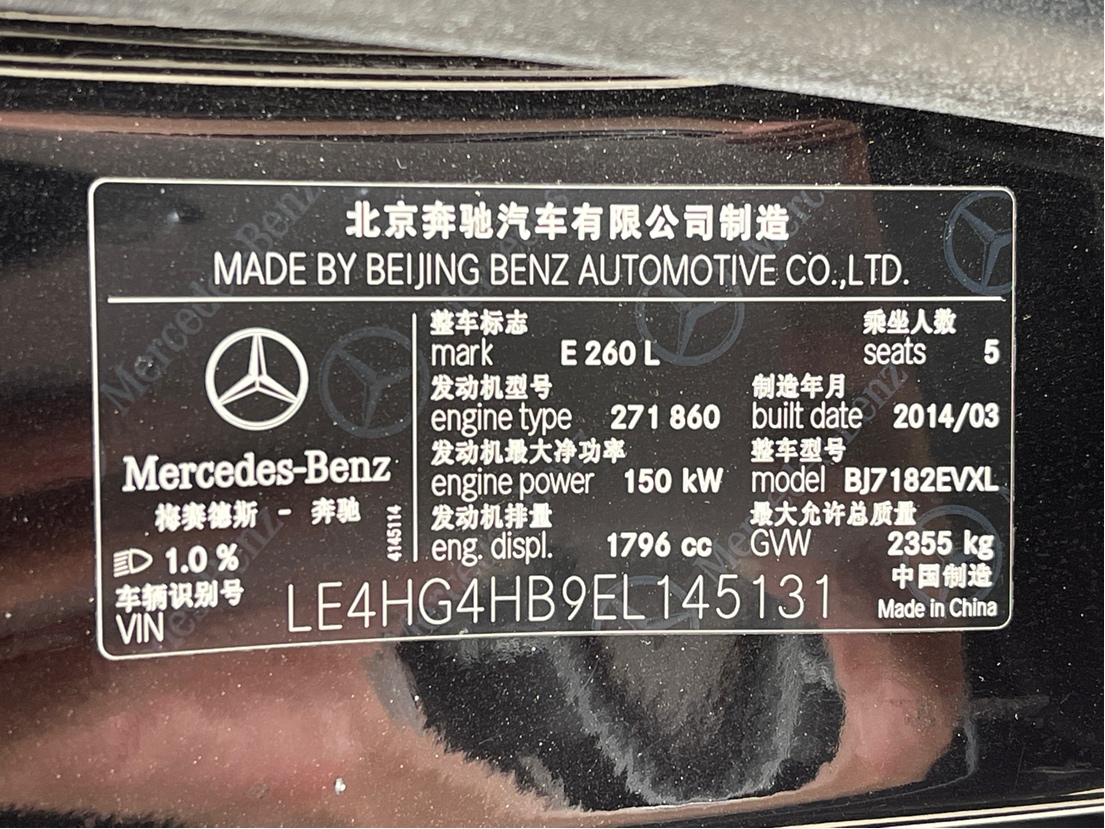 北京奔驰汽车有限公司制造
MADE BY BEIJING BENZ AUTOMOTIVE CO.,LTD.
Mercedes-Benz
梅赛德斯 - 奔驰
1.0 %
4145114
整车标志
mark E 260 L
乘坐人数
seats 5
发动机型号
engine type 271 860
制造年月
built date 2014/03
发动机最大净功率
engine power 150 kW
整车型号
model BJ7182EVXL
发动机排量
eng. displ. 1796 cc
最大允许总质量
GVW 2355 kg
车辆识别号
VIN LE4HG4HB9EL145131
中国制造
Made in China